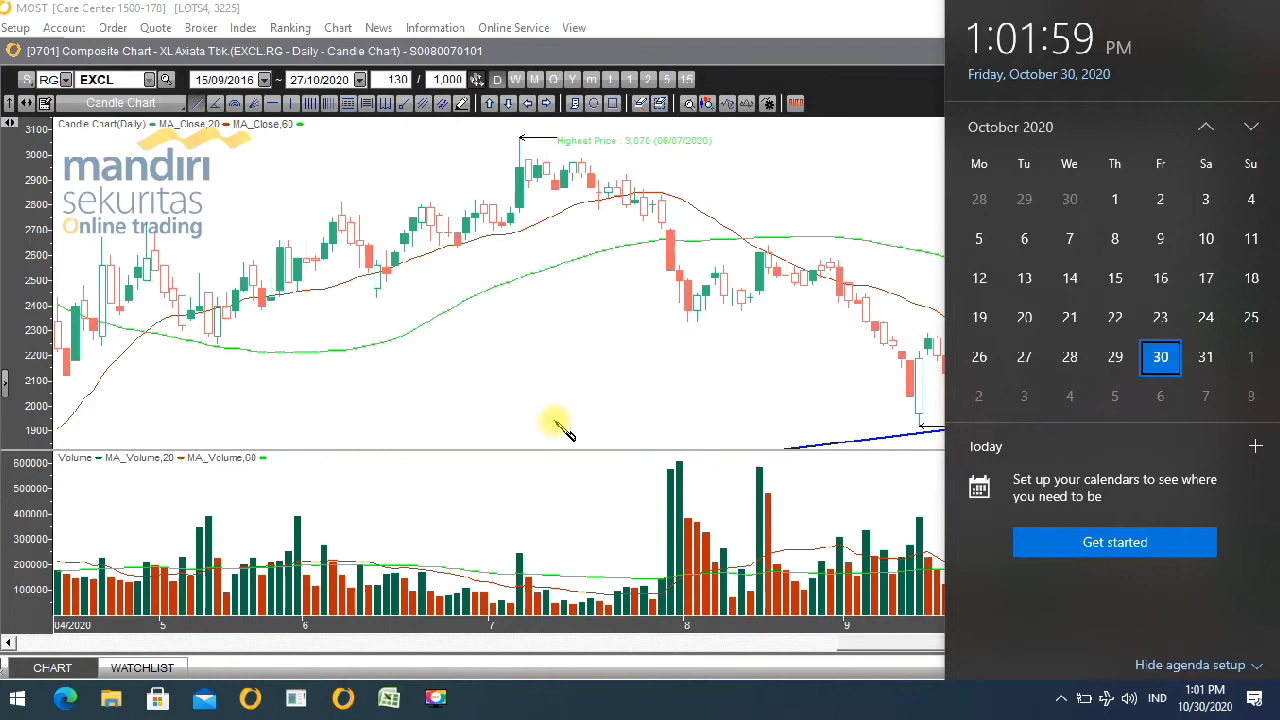 MOST [Care Center 1500-178] [LOTS4, 3225]
Setup Account Order Quote Broker Index Ranking Chart News Information Online Service View
[0701] Composite Chart - XL Axiata Tbk.(EXCL.RG - Daily - Candle Chart) - S0080070101
S RG EXCL 15/09/2016 ~ 27/10/2020 130 / 1,000 D W M Q Y m t 1 2 5 15
Candle Chart
Candle Chart(Daily) MA_Close,20 MA_Close,60
Highest Price : 3,070 (06/07/2020)
mandiri
sekuritas
Online trading
3100
3000
2900
2800
2700
2600
2500
2400
2300
2200
2100
2000
1900
Volume MA_Volume,20 MA_Volume,60
600000
500000
400000
300000
200000
100000
04/2020 5 6 7 8 9
CHART WATCHLIST
1:01:59 PM
Friday, October 30, 2020
October 2020
Mo Tu We Th Fr Sa Su
28 29 30 1 2 3 4
5 6 7 8 9 10 11
12 13 14 15 16 17 18
19 20 21 22 23 24 25
26 27 28 29 30 31 1
2 3 4 5 6 7 8
Today
Set up your calendars to see where
you need to be
Get started
Hide agenda setup
IND
1:01 PM
10/30/2020